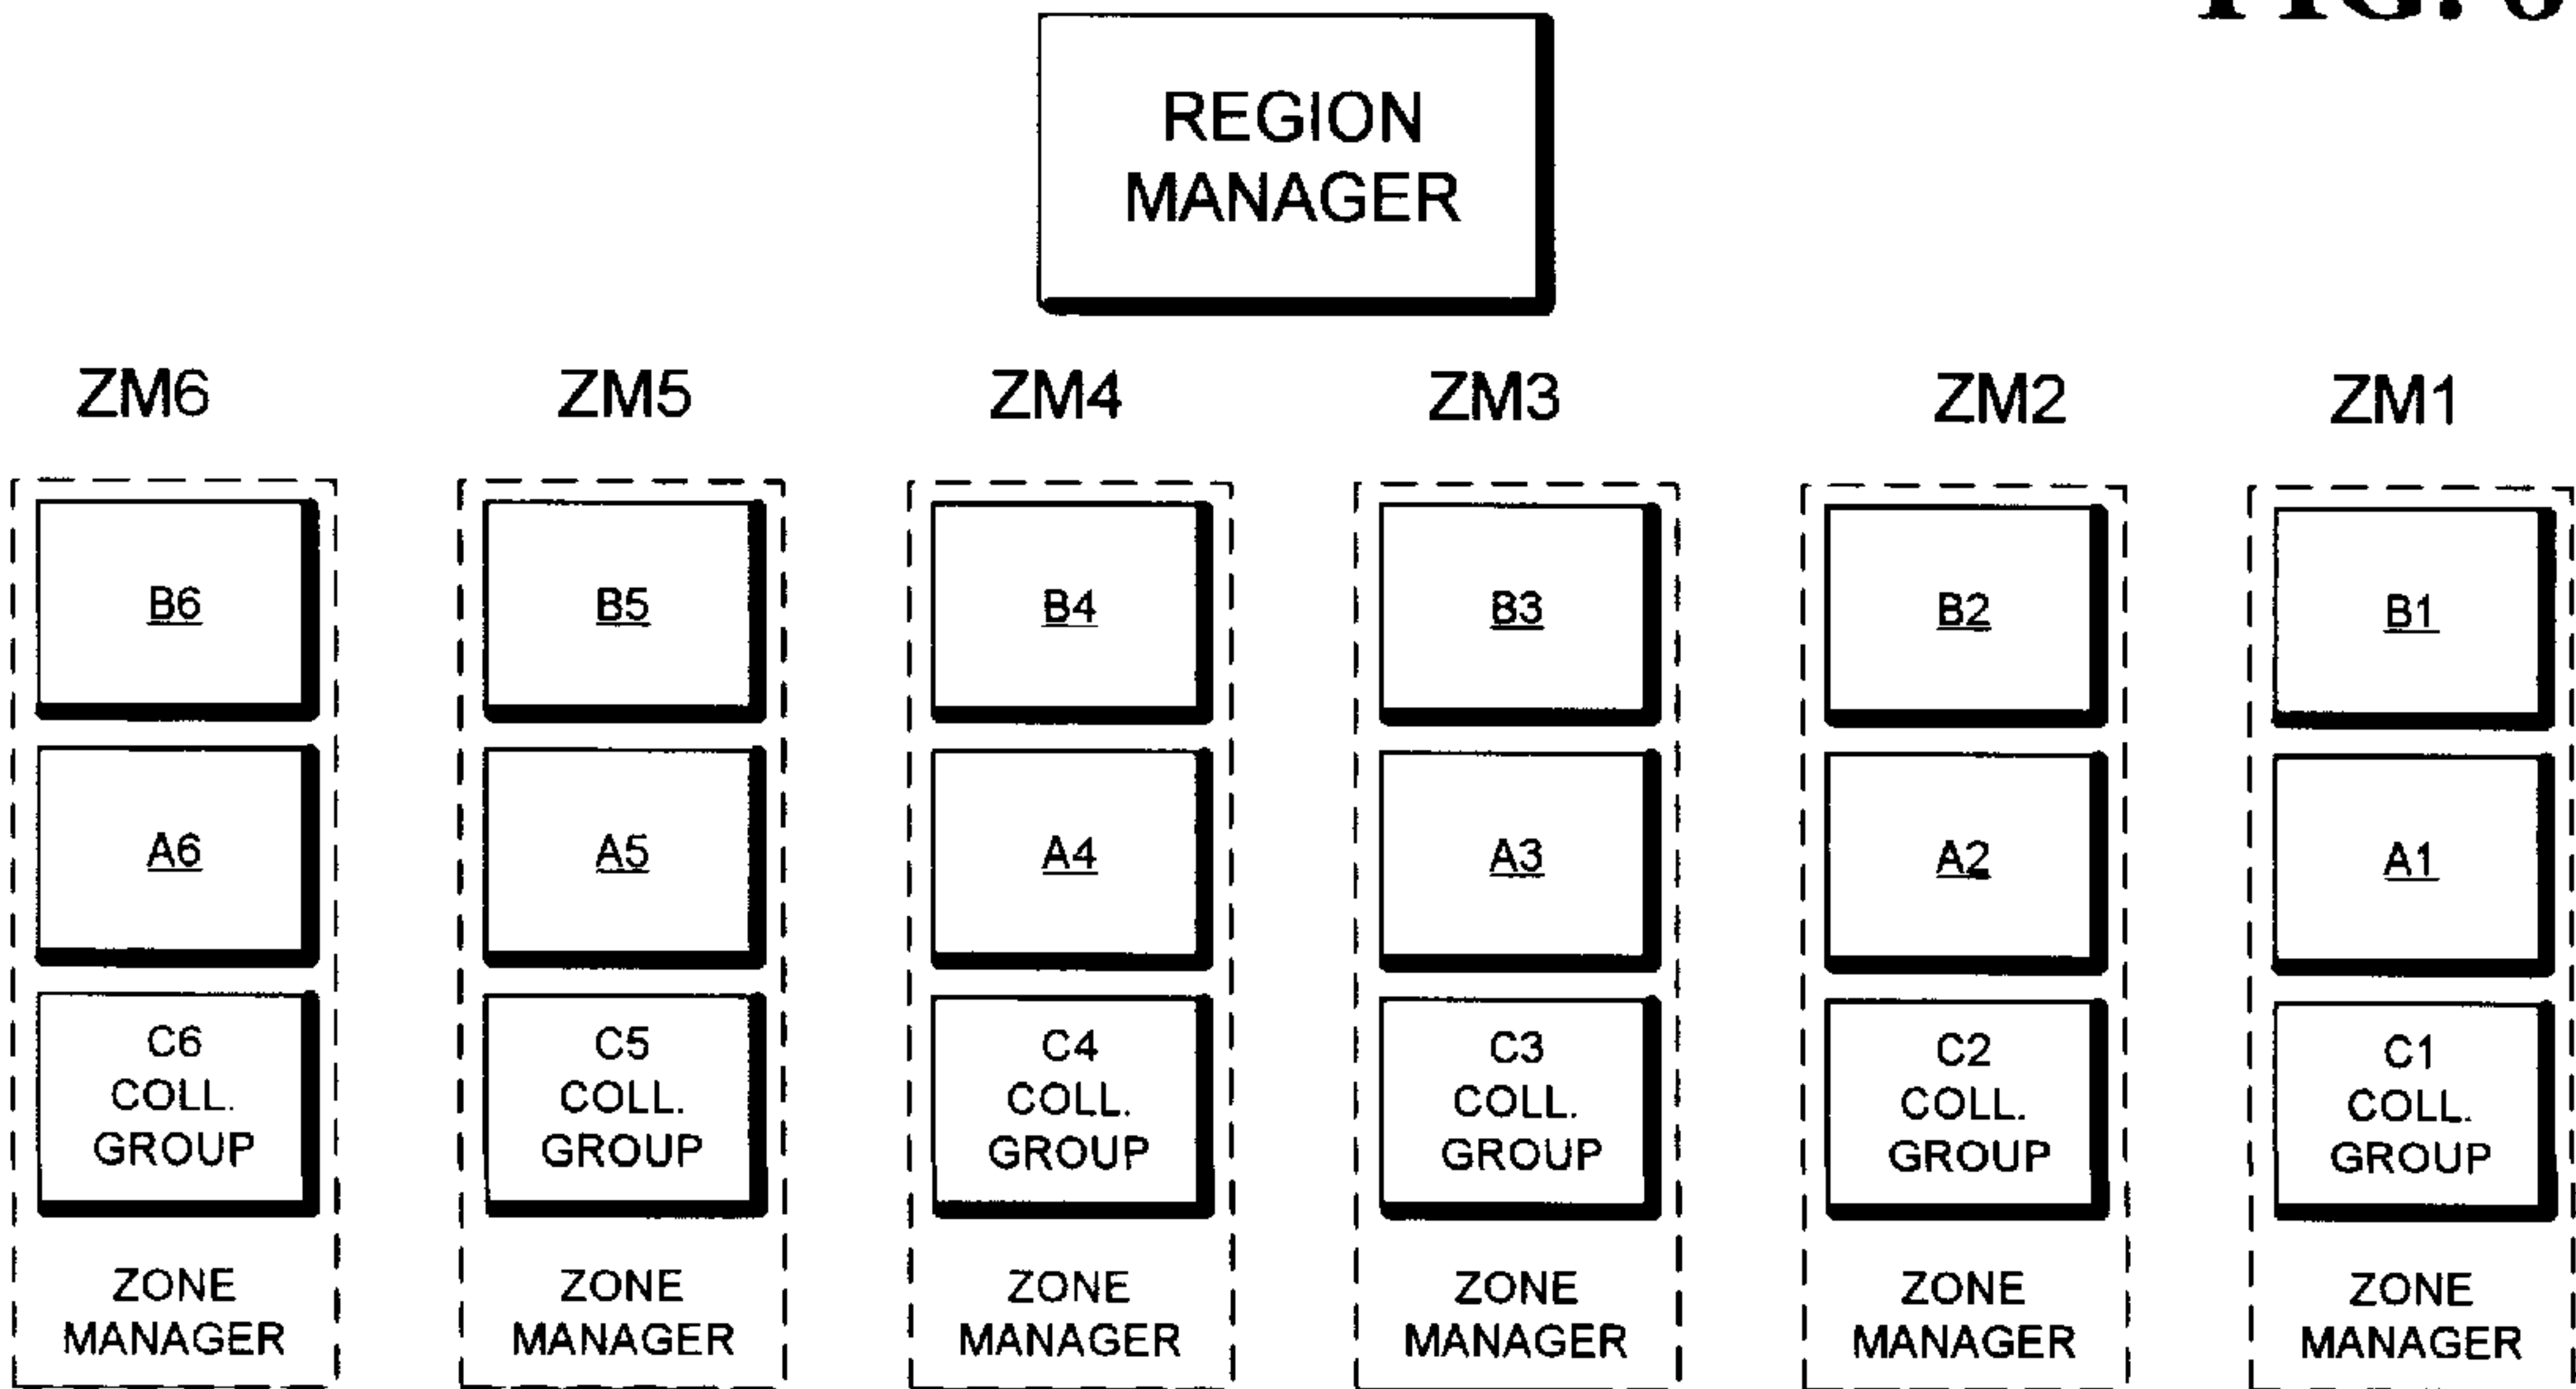 REGION
MANAGER
ZM6 ZM5 ZM4 ZM3 ZM2 ZM1
B6 B5 B4 B3 B2 B1
A6 A5 A4 A3 A2 A1
C6 C5 C4 C3 C2 C1
COLL. COLL. COLL. COLL. COLL. COLL.
GROUP GROUP GROUP GROUP GROUP GROUP
ZONE ZONE ZONE ZONE ZONE ZONE
MANAGER MANAGER MANAGER MANAGER MANAGER MANAGER